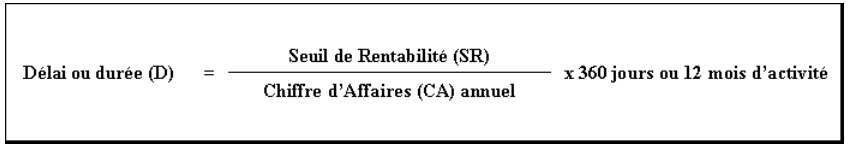 Seuil de Rentabilité (SR)
Délai ou durée (D) = x 360 jours ou 12 mois d'activité
Chiffre d'Affaires (CA) annuel